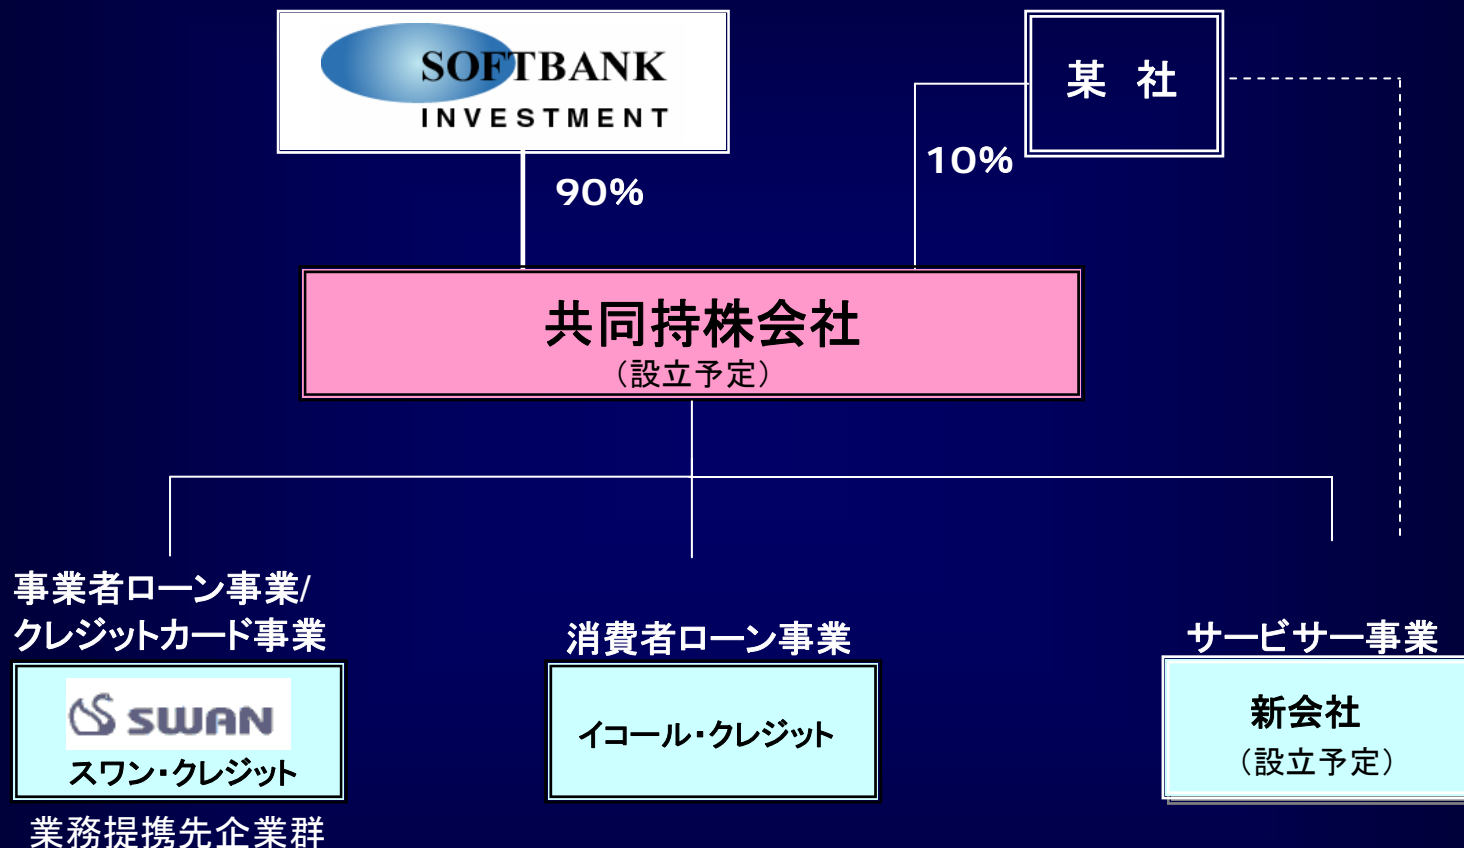 SOFTBANK
INVESTMENT
某 社
90%
10%
共同持株会社
（設立予定）
事業者ローン事業/
クレジットカード事業
SWAN
スワン・クレジット
業務提携先企業群
消費者ローン事業
イコール・クレジット
サービサー事業
新会社
（設立予定）